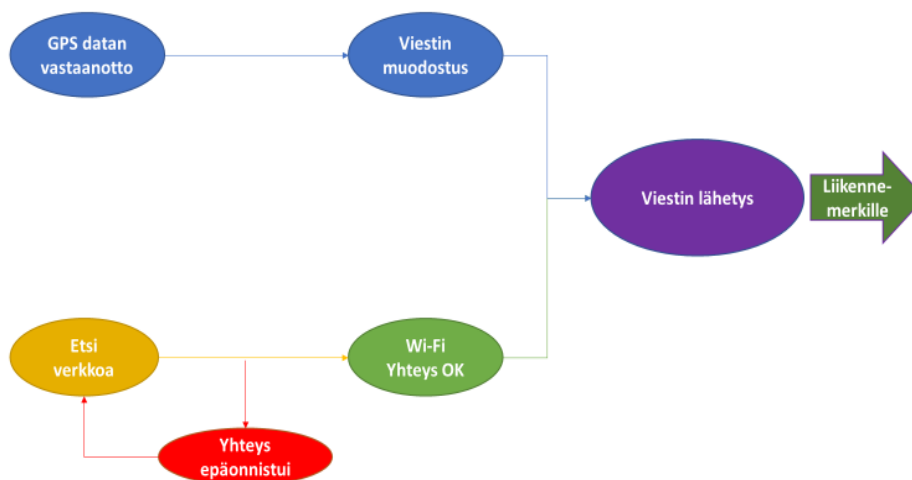 GPS datan
vastaanotto
Viestin
muodostus
Viestin lähetys
Liikenne-
merkille
Etsi
verkkoa
Wi-Fi
Yhteys OK
Yhteys
epäonnistui